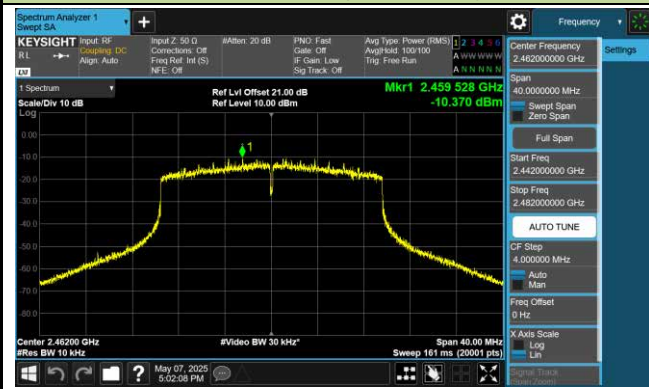 Spectrum Analyzer 1
Swept SA
Frequency
KEYSIGHT
Input: RF
Coupling: DC
Align: Auto
Input Z: 50 Ω
Corrections: Off
Freq Ref: Int (S)
NFE: Off
#Atten: 20 dB
PNO: Fast
Gate: Off
IF Gain: Low
Sig Track: Off
Avg Type: Power (RMS)
Avg|Hold: 100/100
Trig: Free Run
1 2 3 4 5 6
A W W W W W
A N N N N N
RL
Center Frequency
2.462000000 GHz
Settings
Span
40.0000000 MHz
Swept Span
Zero Span
Full Span
Start Freq
2.442000000 GHz
Stop Freq
2.482000000 GHz
AUTO TUNE
CF Step
4.000000 MHz
Auto
Man
Freq Offset
0 Hz
X Axis Scale
Log
Lin
Signal Track
(Span Zoom)
1 Spectrum
Scale/Div 10 dB
Log
Ref Lvl Offset 21.00 dB
Ref Level 10.00 dBm
Mkr1 2.459 528 GHz
-10.370 dBm
1
0.00
-10.0
-20.0
-30.0
-40.0
-50.0
-60.0
-70.0
-80.0
Center 2.46200 GHz
#Res BW 10 kHz
#Video BW 30 kHz*
Span 40.00 MHz
Sweep 161 ms (20001 pts)
?
May 07, 2025
5:02:08 PM